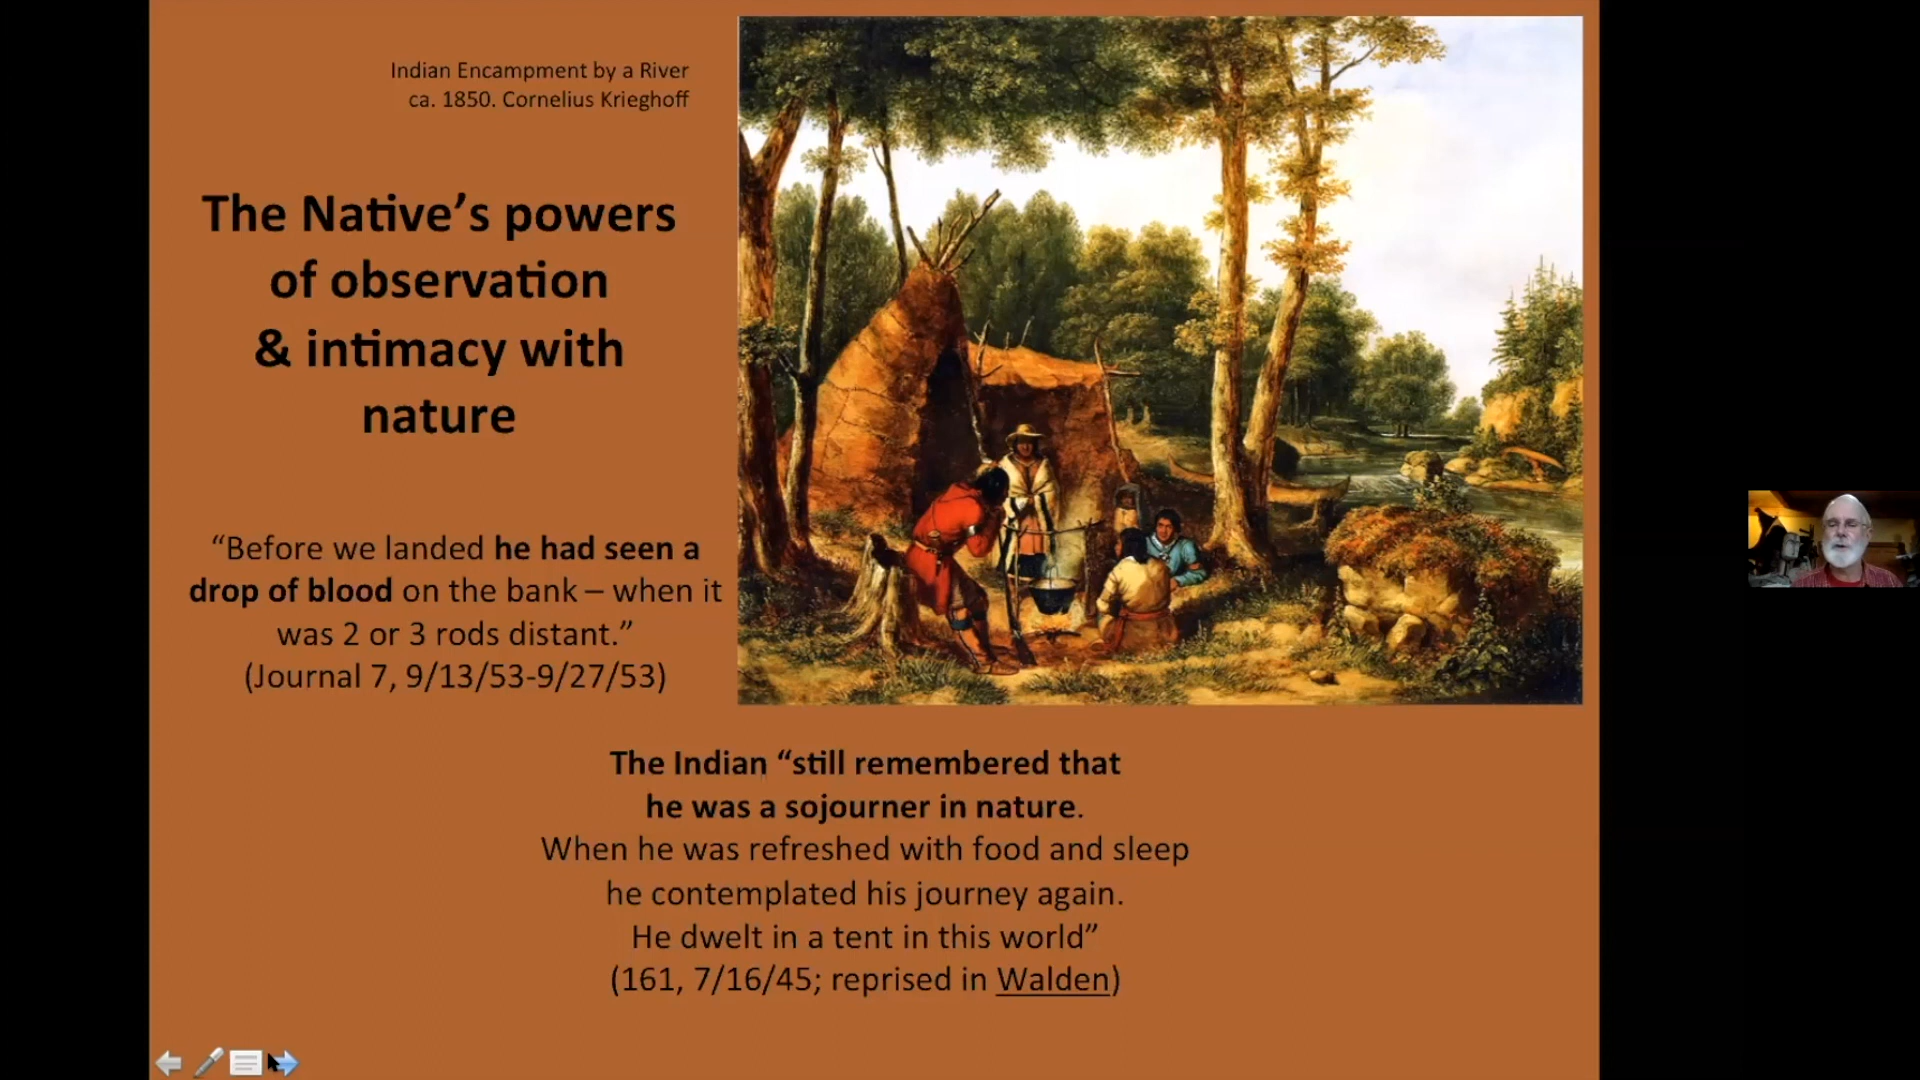 Indian Encampment by a River
ca. 1850. Cornelius Krieghoff
The Native’s powers
of observation
& intimacy with
nature
“Before we landed he had seen a
drop of blood on the bank – when it
was 2 or 3 rods distant.”
(Journal 7, 9/13/53-9/27/53)
The Indian “still remembered that
he was a sojourner in nature.
When he was refreshed with food and sleep
he contemplated his journey again.
He dwelt in a tent in this world”
(161, 7/16/45; reprised in Walden)